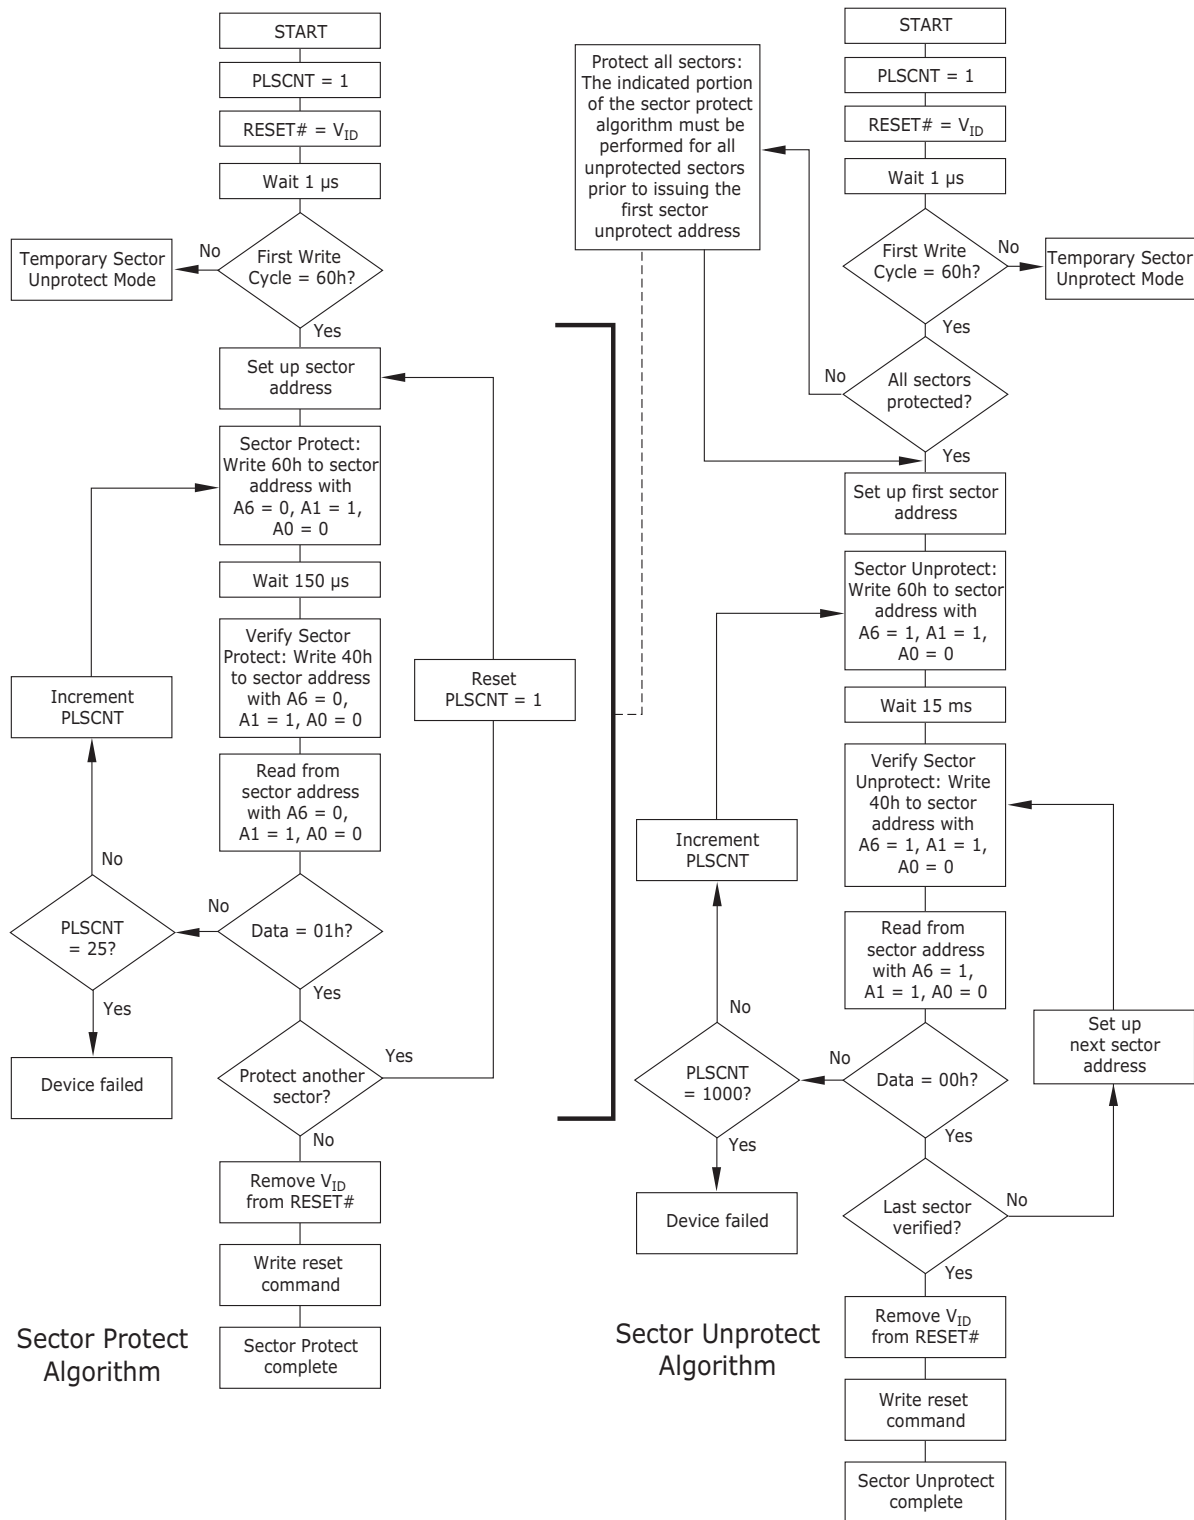 START
PLSCNT = 1
RESET# = VID
Wait 1 µs
First Write
Cycle = 60h?
No
Temporary Sector
Unprotect Mode
Yes
Set up sector
address
Sector Protect:
Write 60h to sector
address with
A6 = 0, A1 = 1,
A0 = 0
Wait 150 µs
Verify Sector
Protect: Write 40h
to sector address
with A6 = 0,
A1 = 1, A0 = 0
Increment
PLSCNT
Reset
PLSCNT = 1
Read from
sector address
with A6 = 0,
A1 = 1, A0 = 0
No
PLSCNT
= 25?
No
Data = 01h?
Yes
Yes
Device failed
Protect another
sector?
Yes
No
Remove VID
from RESET#
Write reset
command
Sector Protect
complete
Sector Protect
Algorithm
START
Protect all sectors:
The indicated portion
of the sector protect
algorithm must be
performed for all
unprotected sectors
prior to issuing the
first sector
unprotect address
PLSCNT = 1
RESET# = VID
Wait 1 µs
First Write
Cycle = 60h?
No
Temporary Sector
Unprotect Mode
Yes
No
All sectors
protected?
Yes
Set up first sector
address
Sector Unprotect:
Write 60h to sector
address with
A6 = 1, A1 = 1,
A0 = 0
Wait 15 ms
Verify Sector
Unprotect: Write
40h to sector
address with
A6 = 1, A1 = 1,
A0 = 0
Increment
PLSCNT
Read from
sector address
with A6 = 1,
A1 = 1, A0 = 0
No
Set up
next sector
address
PLSCNT
= 1000?
No
Data = 00h?
Yes
Yes
Device failed
Last sector
verified?
No
Yes
Remove VID
from RESET#
Write reset
command
Sector Unprotect
complete
Sector Unprotect
Algorithm